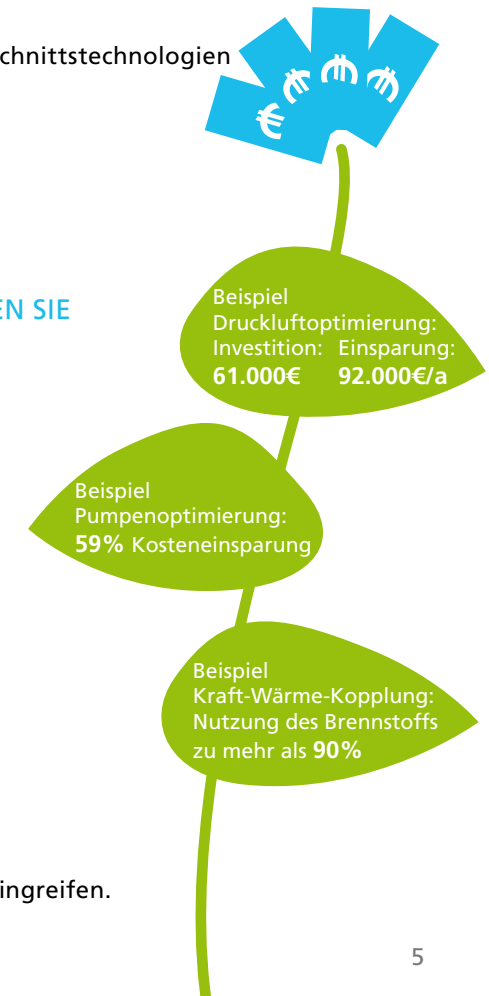 chnittstechnologien
€ € € €
EN SIE
Beispiel
Druckluftoptimierung:
Investition: Einsparung:
61.000€ 92.000€/a
Beispiel
Pumpenoptimierung:
59% Kosteneinsparung
Beispiel
Kraft-Wärme-Kopplung:
Nutzung des Brennstoffs
zu mehr als 90%
ingreifen.
5